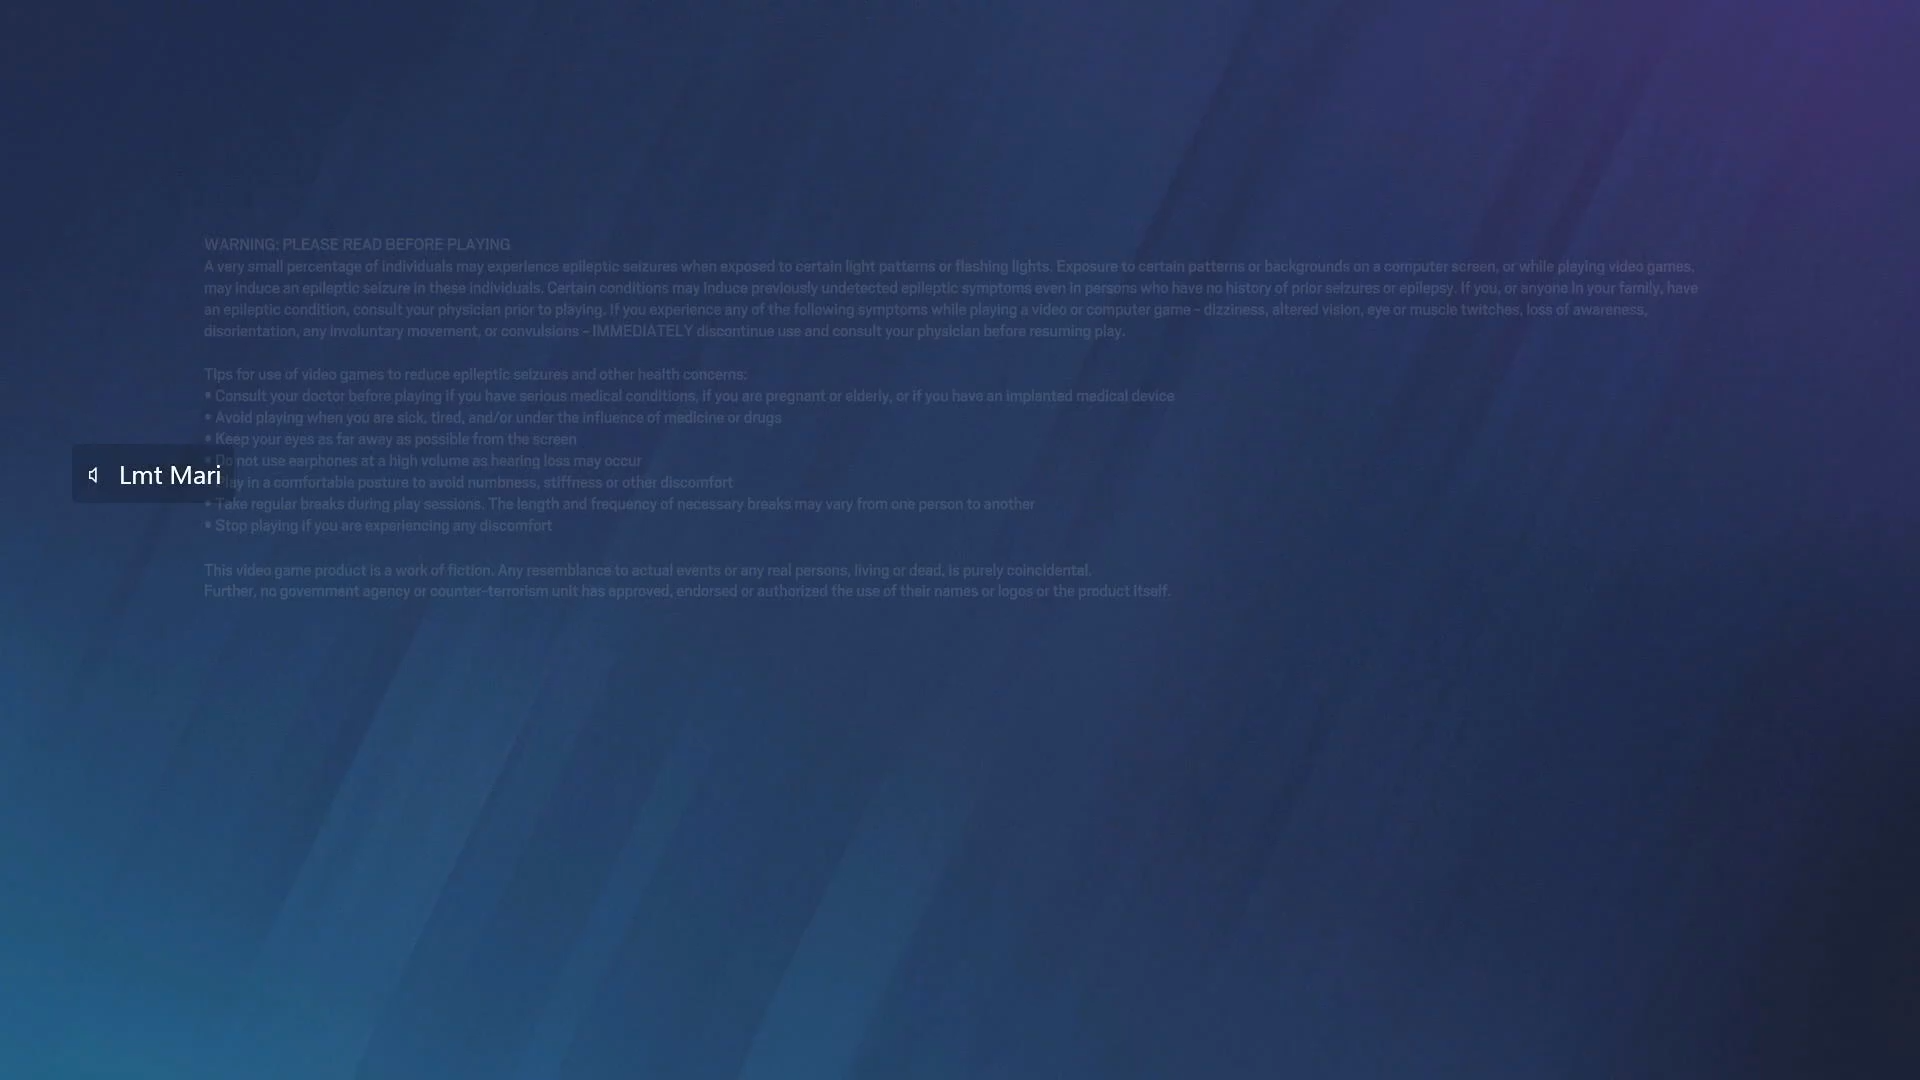 WARNING: PLEASE READ BEFORE PLAYING
A very small percentage of individuals may experience epileptic seizures when exposed to certain light patterns or flashing lights. Exposure to certain patterns or backgrounds on a computer screen, or while playing video games,
may induce an epileptic seizure in these individuals. Certain conditions may induce previously undetected epileptic symptoms even in persons who have no history of prior seizures or epilepsy. If you, or anyone in your family, have
an epileptic condition, consult your physician prior to playing. If you experience any of the following symptoms while playing a video or computer game - dizziness, altered vision, eye or muscle twitches, loss of awareness,
disorientation, any involuntary movement, or convulsions - IMMEDIATELY discontinue use and consult your physician before resuming play.
Tips for use of video games to reduce epileptic seizures and other health concerns:
• Consult your doctor before playing if you have serious medical conditions, if you are pregnant or elderly, or if you have an implanted medical device
• Avoid playing when you are sick, tired, and/or under the influence of medicine or drugs
• Keep your eyes as far away as possible from the screen
• Do not use earphones at a high volume as hearing loss may occur
Lmt Mari
• Play in a comfortable posture to avoid numbness, stiffness or other discomfort
• Take regular breaks during play sessions. The length and frequency of necessary breaks may vary from one person to another
• Stop playing if you are experiencing any discomfort
This video game product is a work of fiction. Any resemblance to actual events or any real persons, living or dead, is purely coincidental.
Further, no government agency or counter-terrorism unit has approved, endorsed or authorized the use of their names or logos or the product itself.